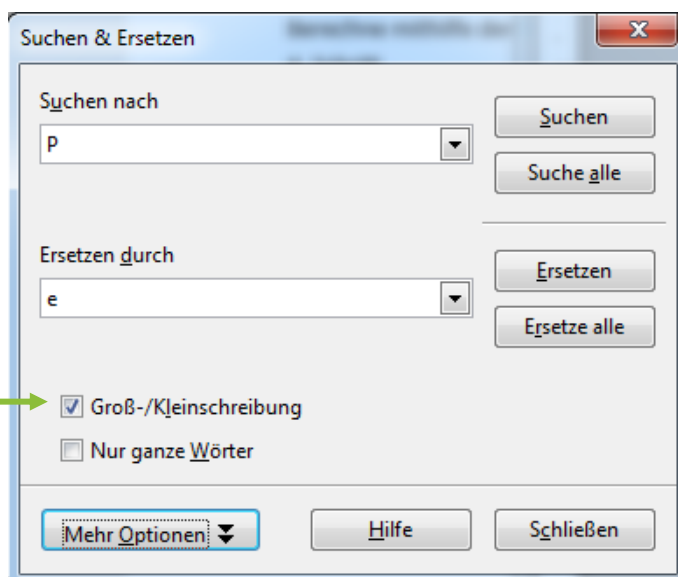 Suchen & Ersetzen
x
Suchen nach
P
Suchen
Suche alle
Ersetzen durch
e
Ersetzen
Ersetze alle
Groß-/Kleinschreibung
Nur ganze Wörter
Mehr Optionen
Hilfe
Schließen